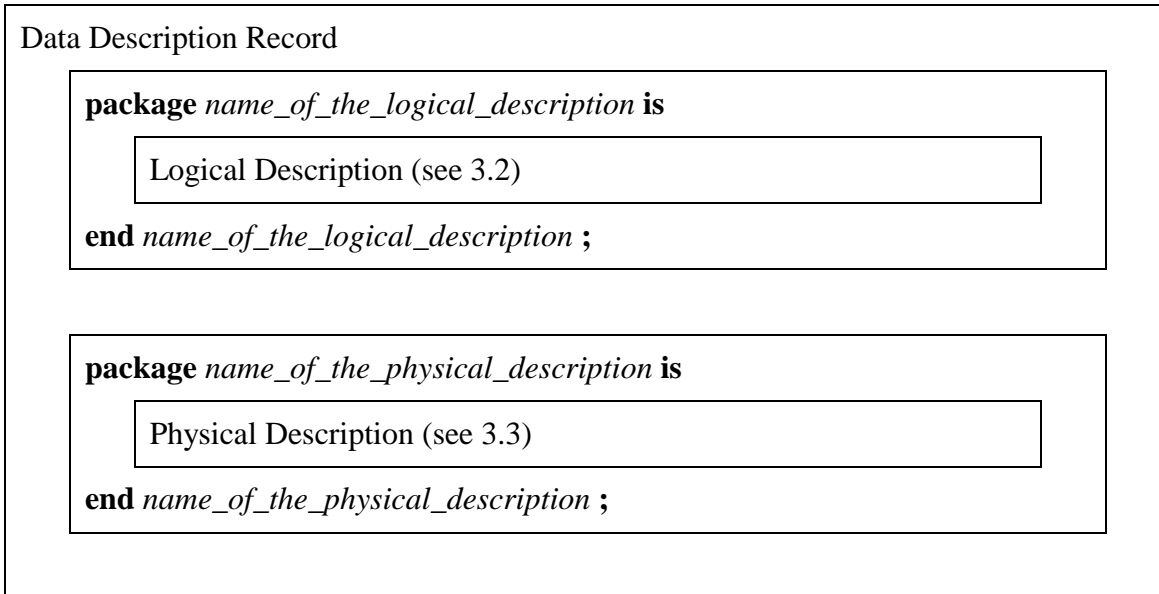 Data Description Record
package name_of_the_logical_description is
Logical Description (see 3.2)
end name_of_the_logical_description ;
package name_of_the_physical_description is
Physical Description (see 3.3)
end name_of_the_physical_description ;